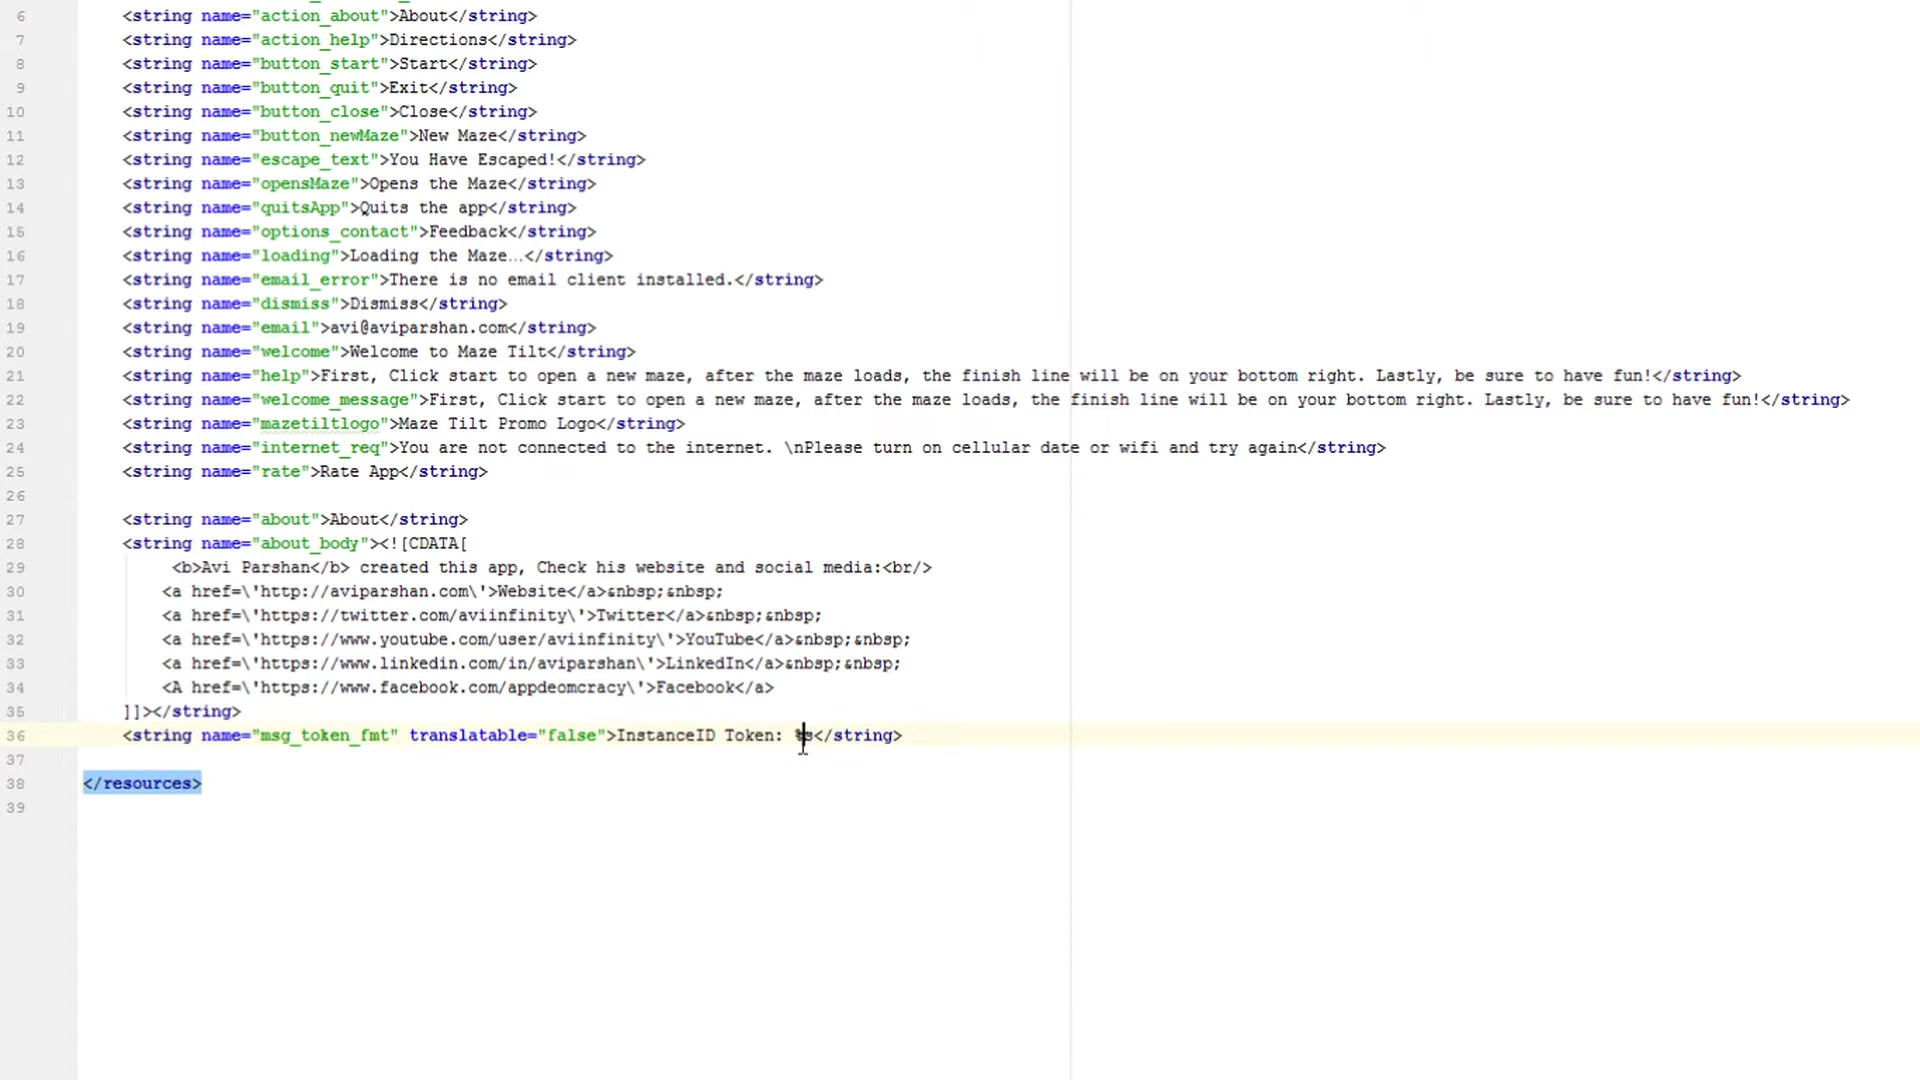 6 <string name="action_about">About</string>
7 <string name="action_help">Directions</string>
8 <string name="button_start">Start</string>
9 <string name="button_quit">Exit</string>
10 <string name="button_close">Close</string>
11 <string name="button_newMaze">New Maze</string>
12 <string name="escape_text">You Have Escaped!</string>
13 <string name="opensMaze">Opens the Maze</string>
14 <string name="quitsApp">Quits the app</string>
15 <string name="options_contact">Feedback</string>
16 <string name="loading">Loading the Maze…</string>
17 <string name="email_error">There is no email client installed.</string>
18 <string name="dismiss">Dismiss</string>
19 <string name="email">avi@aviparshan.com</string>
20 <string name="welcome">Welcome to Maze Tilt</string>
21 <string name="help">First, Click start to open a new maze, after the maze loads, the finish line will be on your bottom right. Lastly, be sure to have fun!</string>
22 <string name="welcome_message">First, Click start to open a new maze, after the maze loads, the finish line will be on your bottom right. Lastly, be sure to have fun!</string>
23 <string name="mazetiltlogo">Maze Tilt Promo Logo</string>
24 <string name="internet_req">You are not connected to the internet. \nPlease turn on cellular date or wifi and try again</string>
25 <string name="rate">Rate App</string>
26
27 <string name="about">About</string>
28 <string name="about_body"><![CDATA[
29 <b>Avi Parshan</b> created this app, Check his website and social media:<br/>
30 <a href=\'http://aviparshan.com\'>Website</a>&nbsp;&nbsp;
31 <a href=\'https://twitter.com/aviinfinity\'>Twitter</a>&nbsp;&nbsp;
32 <a href=\'https://www.youtube.com/user/aviinfinity\'>YouTube</a>&nbsp;&nbsp;
33 <a href=\'https://www.linkedin.com/in/aviparshan\'>LinkedIn</a>&nbsp;&nbsp;
34 <A href=\'https://www.facebook.com/appdeomcracy\'>Facebook</a>
35 ]]></string>
36 <string name="msg_token_fmt" translatable="false">InstanceID Token: %s</string>
37
38 </resources>
39